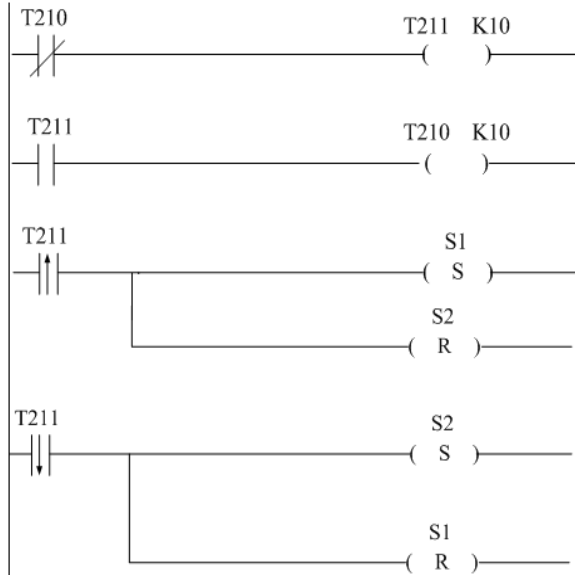 T210
T211 K10
( )
T211
T210 K10
( )
T211
S1
( S )
S2
( R )
T211
S2
( S )
S1
( R )